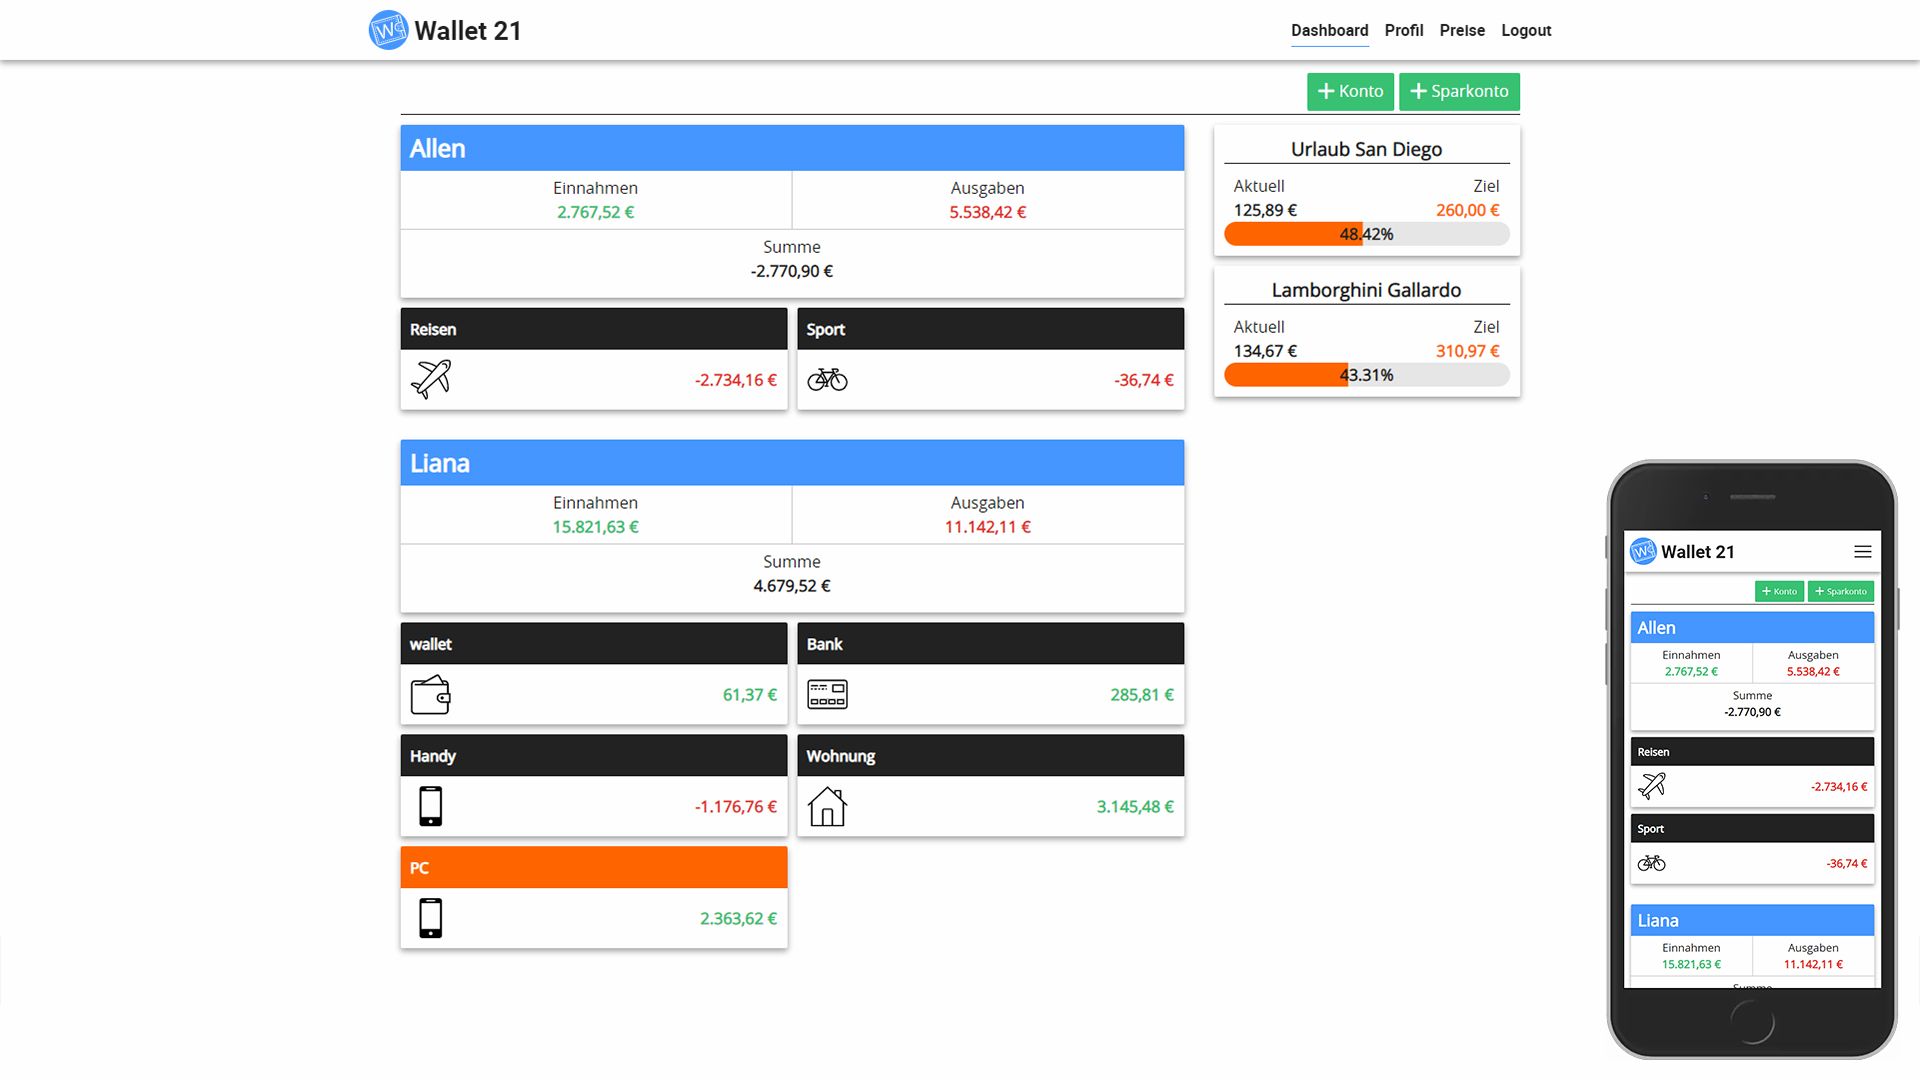 Wallet 21
Dashboard Profil Preise Logout
+ Konto + Sparkonto
Allen
Einnahmen Ausgaben
2.767,52 € 5.538,42 €
Summe
-2.770,90 €
Reisen Sport
-2.734,16 € -36,74 €
Liana
Einnahmen Ausgaben
15.821,63 € 11.142,11 €
Summe
4.679,52 €
wallet Bank
61,37 € 285,81 €
Handy Wohnung
-1.176,76 € 3.145,48 €
PC
2.363,62 €
Urlaub San Diego
Aktuell Ziel
125,89 € 260,00 €
48.42%
Lamborghini Gallardo
Aktuell Ziel
134,67 € 310,97 €
43.31%
Wallet 21
+ Konto + Sparkonto
Allen
Einnahmen Ausgaben
2.767,52 € 5.538,42 €
Summe
-2.770,90 €
Reisen
-2.734,16 €
Sport
-36,74 €
Liana
Einnahmen Ausgaben
15.821,63 € 11.142,11 €
Summe